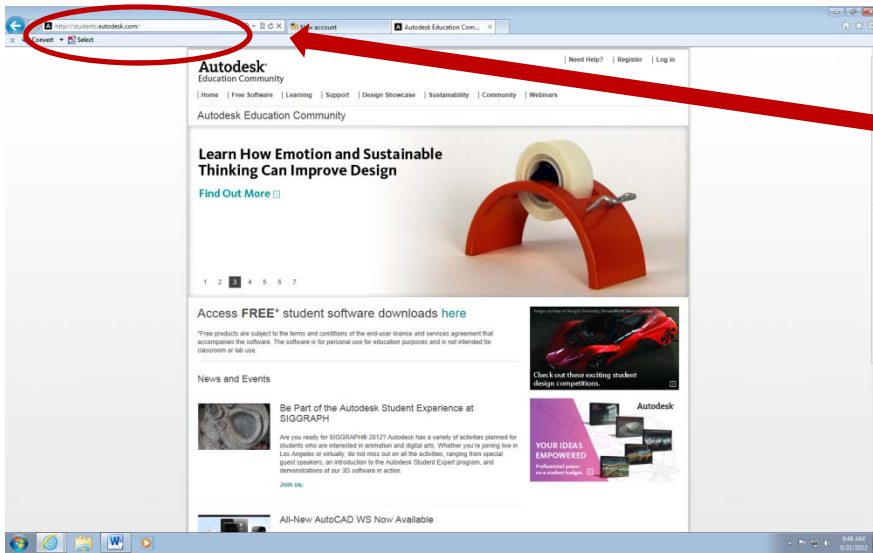 http://students.autodesk.com/
New account
Autodesk Education Com...
Convert
Select
Autodesk
Education Community
Need Help?
Register
Log in
Home
Free Software
Learning
Support
Design Showcase
Sustainability
Community
Webinars
Autodesk Education Community
Learn How Emotion and Sustainable
Thinking Can Improve Design
Find Out More
1 2 3 4 5 6 7
Access FREE* student software downloads here
*Free products are subject to the terms and conditions of the end-user license and services agreement that
accompanies the software. The software is for personal use for education purposes and is not intended for
classroom or lab use.
Check out these exciting student
design competitions.
News and Events
Be Part of the Autodesk Student Experience at
SIGGRAPH
Are you ready for SIGGRAPH® 2012? Autodesk has a variety of activities planned for
students who are interested in animation and digital arts. Whether you're joining live in
Los Angeles or virtually, do not miss out on all the activities, ranging from special
guest speakers, an introduction to the Autodesk Student Expert program, and
demonstrations of our 3D software in action.
Join us.
Autodesk
YOUR IDEAS
EMPOWERED
Professional power
on a student budget.
All-New AutoCAD WS Now Available
9:48 AM
8/21/2012